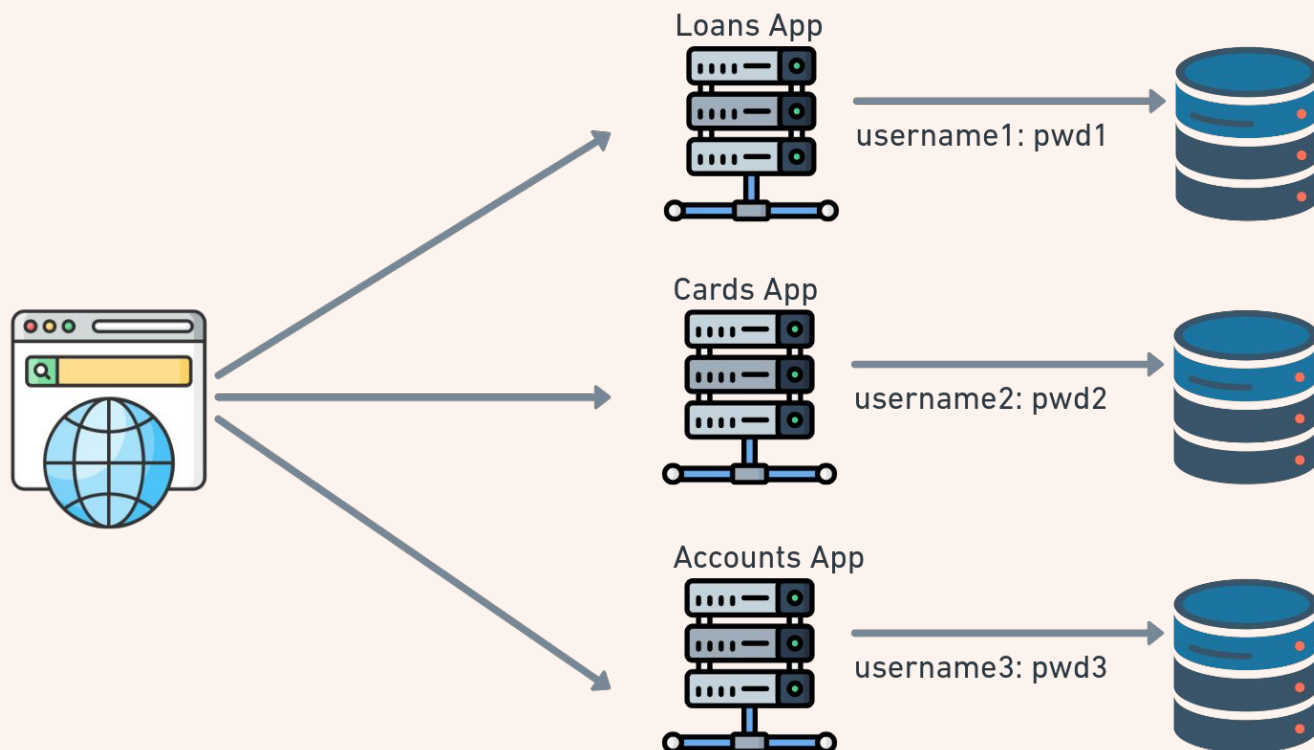 Loans App
username1: pwd1
Cards App
username2: pwd2
Accounts App
username3: pwd3